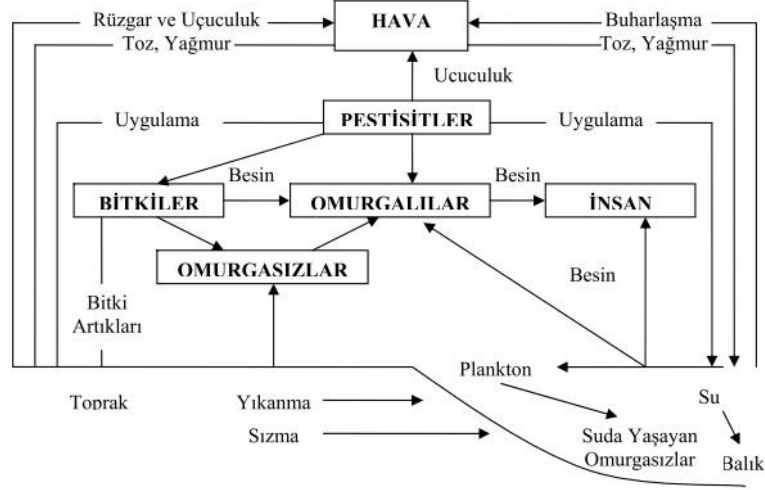 Rüzgar ve Uçuculuk
HAVA
Buharlaşma
Toz, Yağmur
Toz, Yağmur
Ucuculuk
Uygulama
PESTİSİTLER
Uygulama
Besin
Besin
BİTKİLER
OMURGALILAR
İNSAN
OMURGASIZLAR
Besin
Bitki
Artıkları
Plankton
Toprak
Yıkanma
Su
Sızma
Suda Yaşayan
Omurgasızlar
Balık